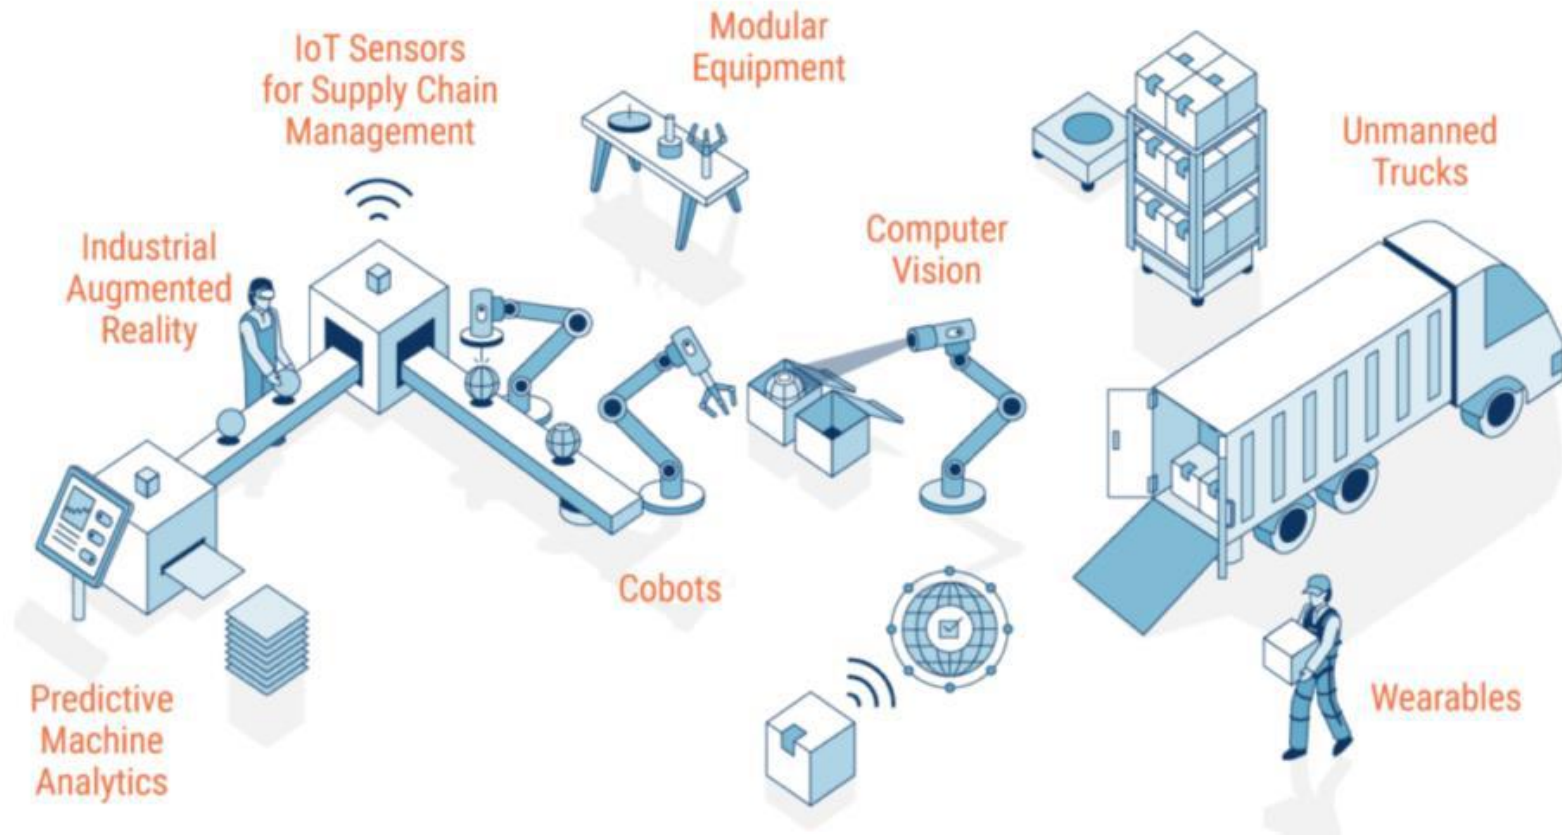 IoT Sensors
for Supply Chain
Management
Modular
Equipment
Unmanned
Trucks
Industrial
Augmented
Reality
Computer
Vision
Cobots
Predictive
Machine
Analytics
Wearables